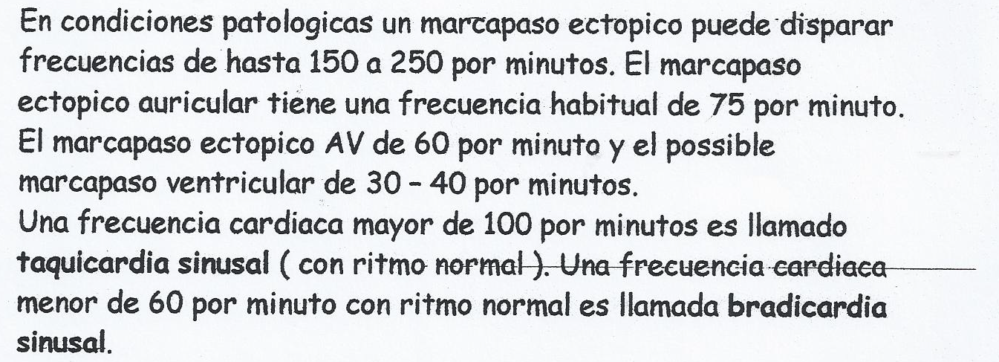 En condiciones patologicas un marcapaso ectopico puede disparar
frecuencias de hasta 150 a 250 por minutos. El marcapaso
ectopico auricular tiene una frecuencia habitual de 75 por minuto.
El marcapaso ectopico AV de 60 por minuto y el possible
marcapaso ventricular de 30 - 40 por minutos.
Una frecuencia cardiaca mayor de 100 por minutos es llamado
taquicardia sinusal ( con ritmo normal ). Una frecuencia cardiaca
menor de 60 por minuto con ritmo normal es llamada bradicardia
sinusal.